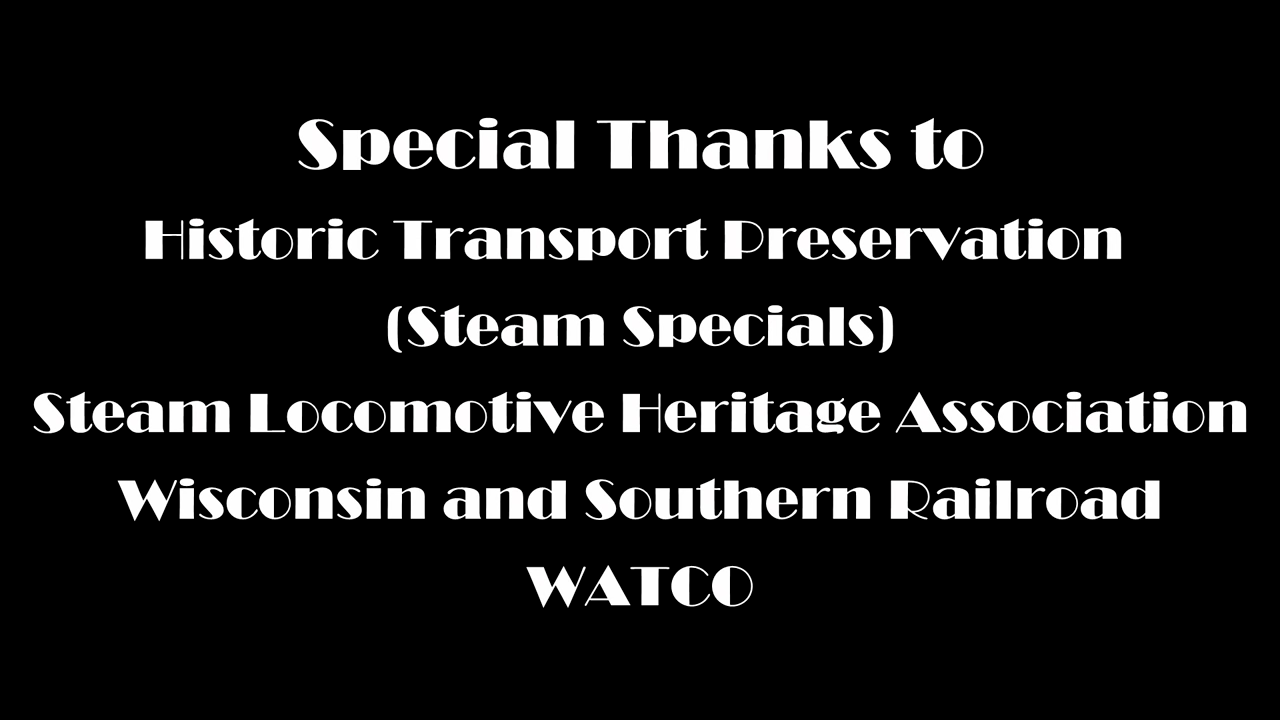 Special Thanks to
Historic Transport Preservation
(Steam Specials)
Steam Locomotive Heritage Association
Wisconsin and Southern Railroad
WATCO